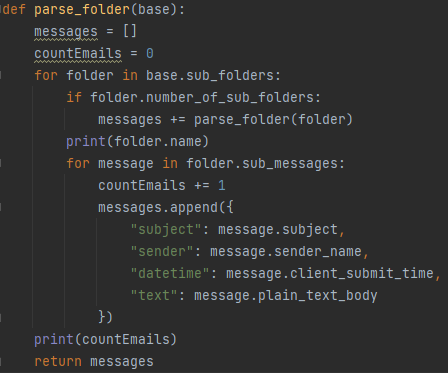 def parse_folder(base):
    messages = []
    countEmails = 0
    for folder in base.sub_folders:
        if folder.number_of_sub_folders:
            messages += parse_folder(folder)
        print(folder.name)
        for message in folder.sub_messages:
            countEmails += 1
            messages.append({
                "subject": message.subject,
                "sender": message.sender_name,
                "datetime": message.client_submit_time,
                "text": message.plain_text_body
            })
    print(countEmails)
    return messages